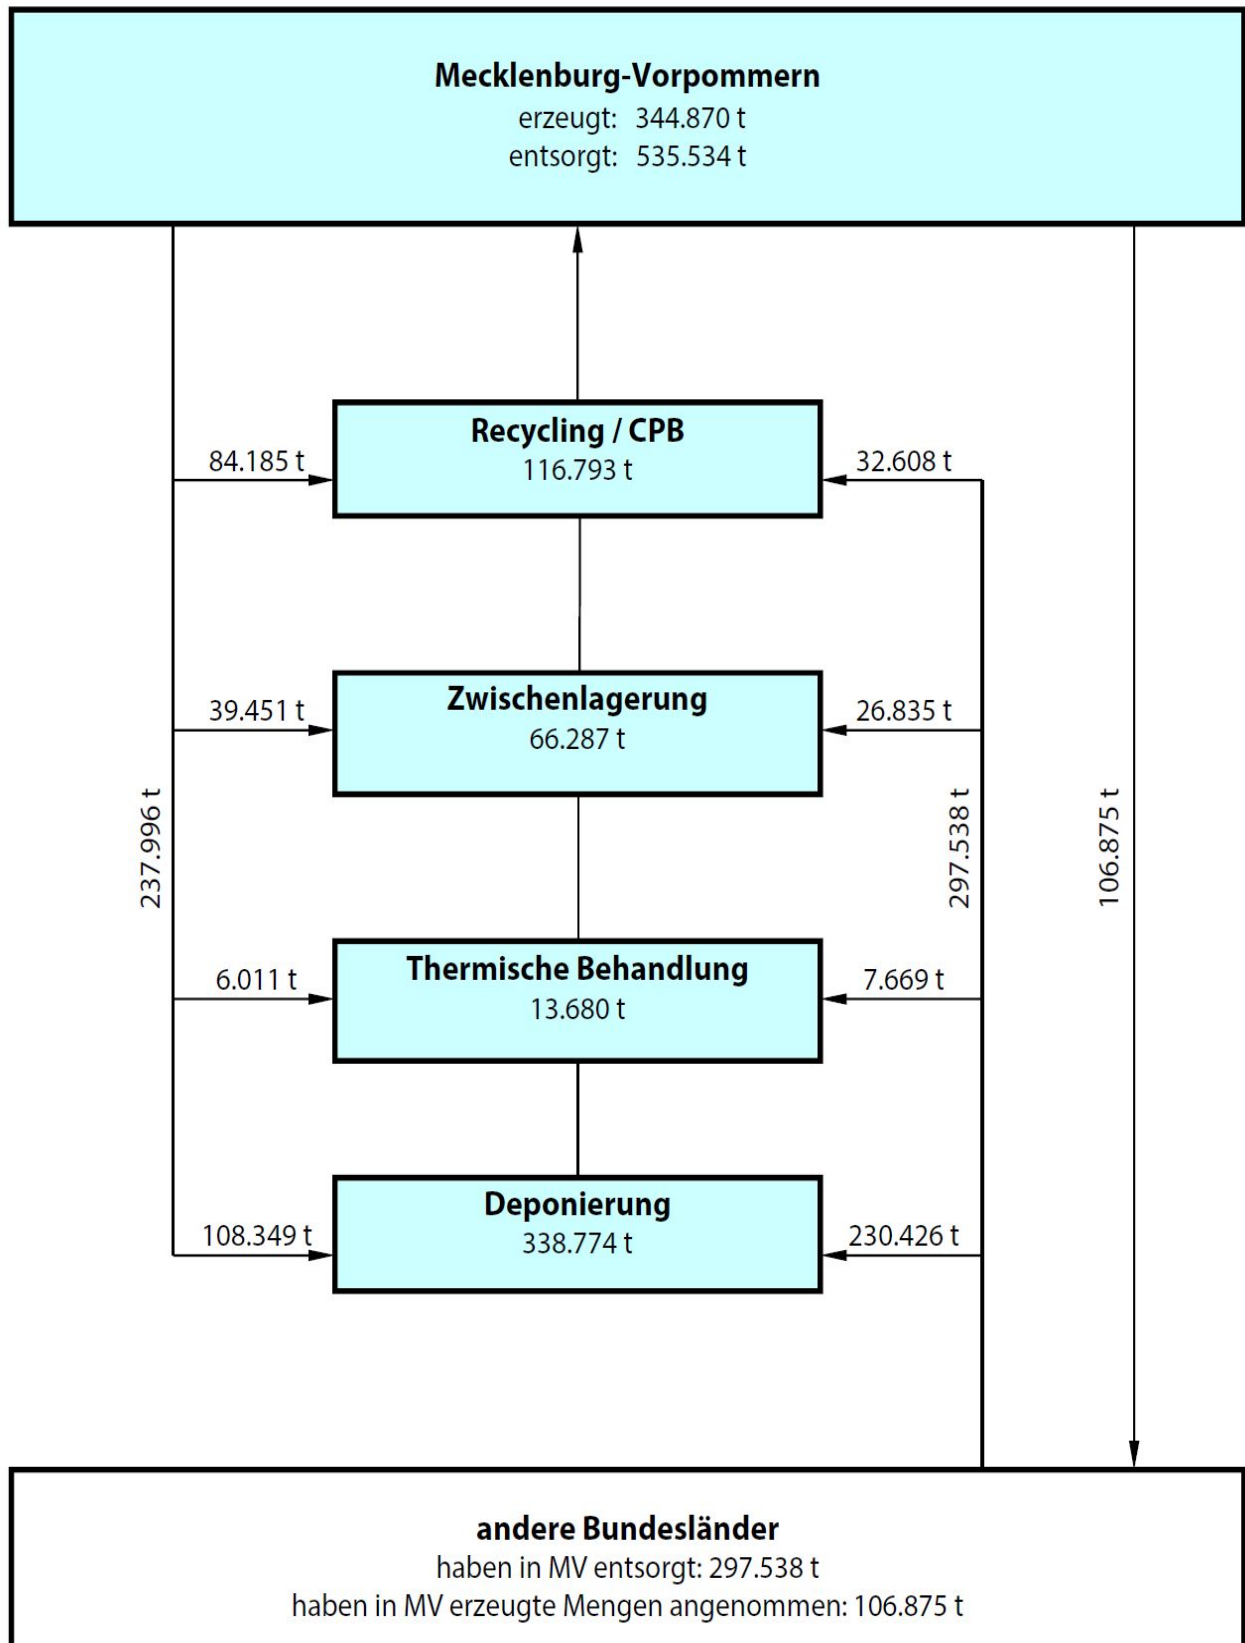 Mecklenburg-Vorpommern
erzeugt: 344.870 t
entsorgt: 535.534 t
Recycling / CPB
116.793 t
84.185 t
32.608 t
Zwischenlagerung
66.287 t
39.451 t
26.835 t
237.996 t
297.538 t
106.875 t
Thermische Behandlung
13.680 t
6.011 t
7.669 t
Deponierung
338.774 t
108.349 t
230.426 t
andere Bundesländer
haben in MV entsorgt: 297.538 t
haben in MV erzeugte Mengen angenommen: 106.875 t